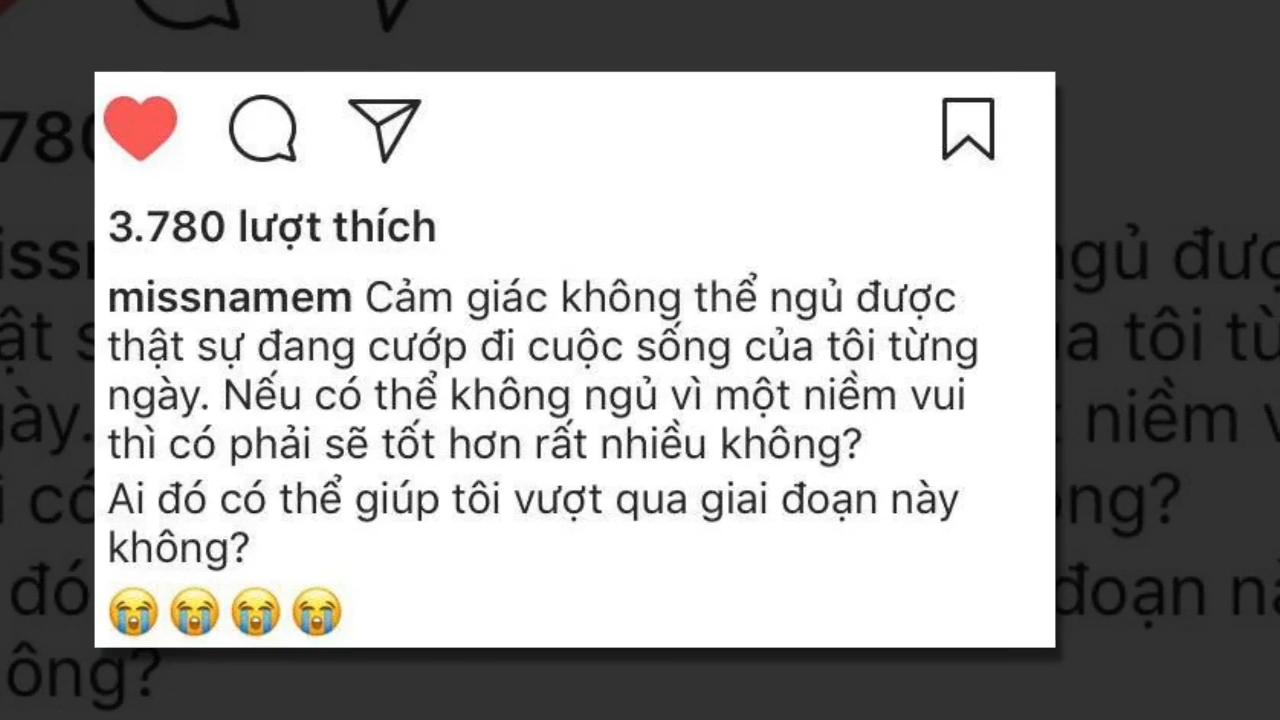 3.780 lượt thích
missnamem Cảm giác không thể ngủ được
thật sự đang cướp đi cuộc sống của tôi từng
ngày. Nếu có thể không ngủ vì một niềm vui
thì có phải sẽ tốt hơn rất nhiều không?
Ai đó có thể giúp tôi vượt qua giai đoạn này
không?
😭😭😭😭